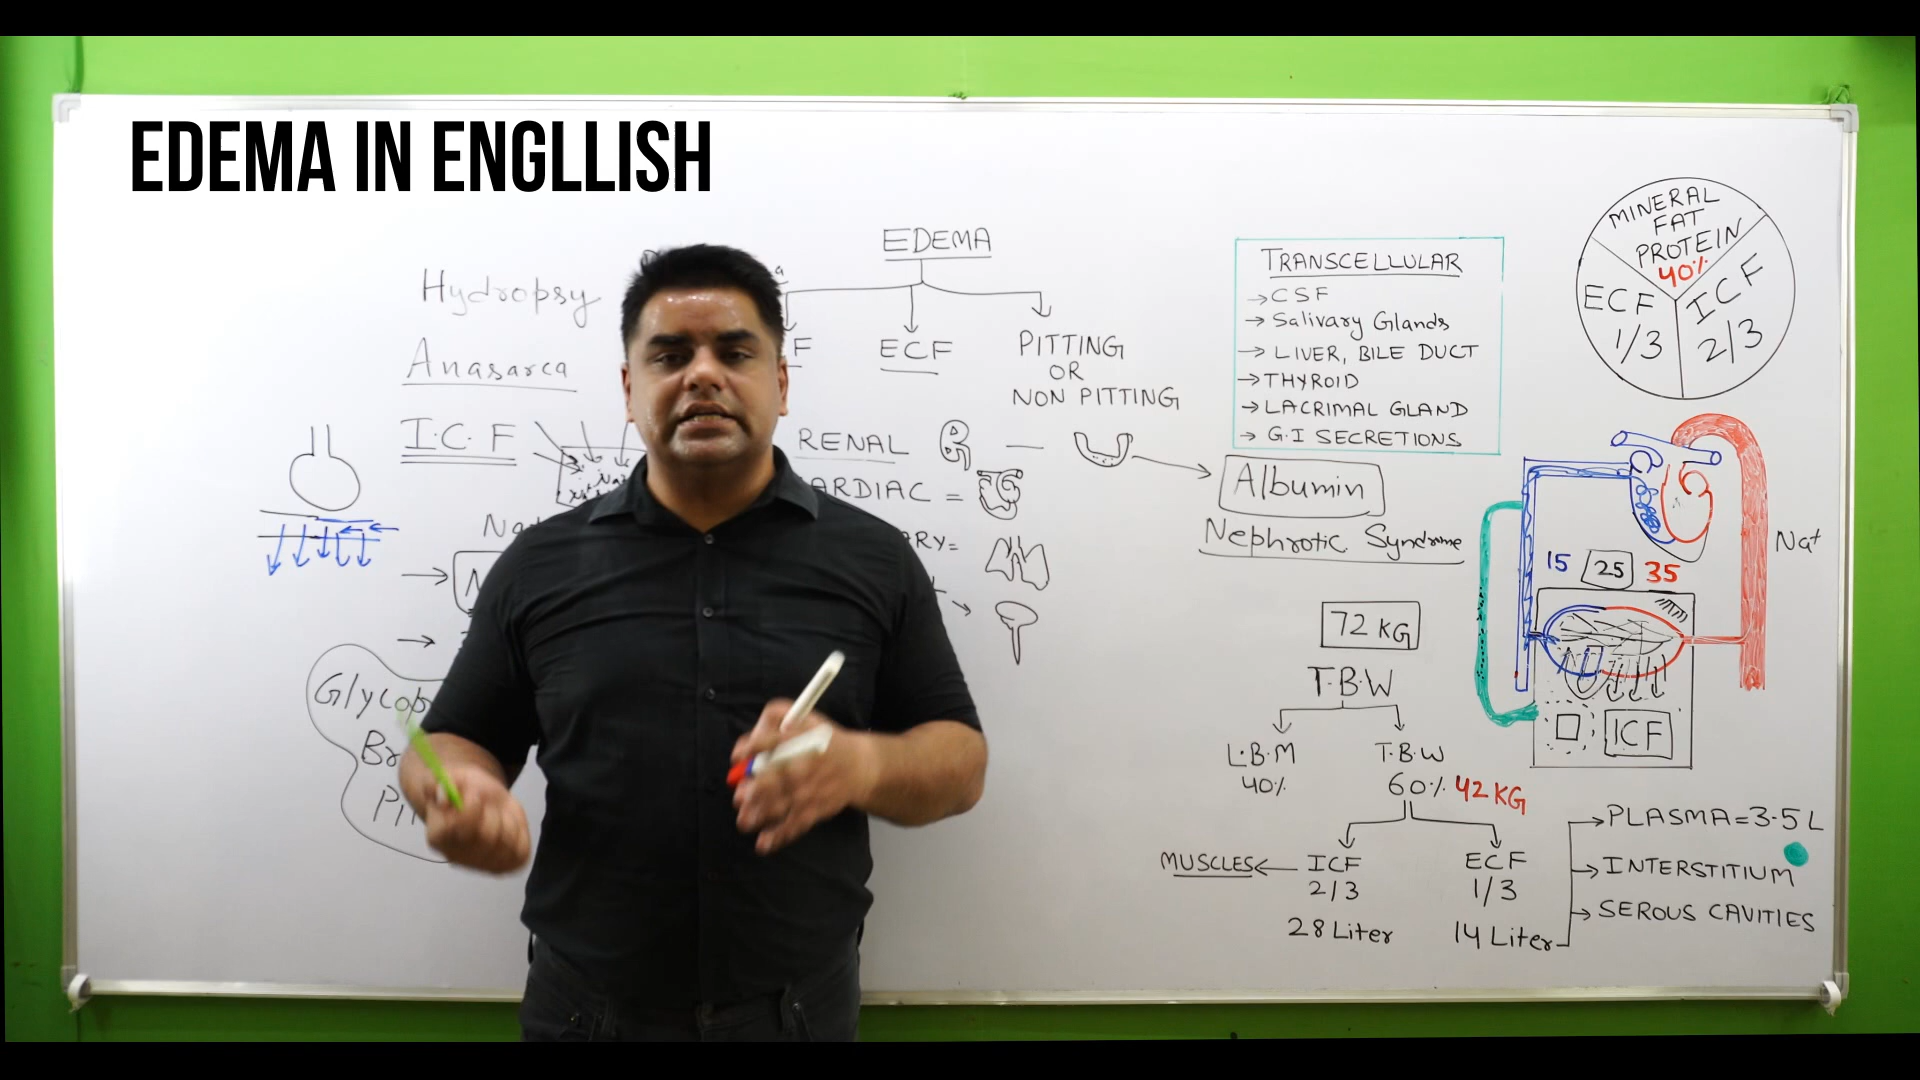 EDEMA IN ENGLLISH
EDEMA
Hydropsy
Anasarca
I.C.F
ECF
PITTING
OR
NON PITTING
RENAL
=
TRANSCELLULAR
→ CSF
→ Salivary Glands
→ LIVER, BILE DUCT
→ THYROID
→ LACRIMAL GLAND
→ G.I SECRETIONS
Albumin
Nephrotic Syndrome
MINERAL
FAT
PROTEIN
40%
ECF
1/3
ICF
2/3
Na+
15 25 35
ICF
72 KG
T.B.W
L.B.M
40%
T.B.W
60% 42 KG
MUSCLES ← ICF
2/3
28 Liter
ECF
1/3
14 Liter
→ PLASMA = 3.5 L
→ INTERSTITIUM
→ SEROUS CAVITIES